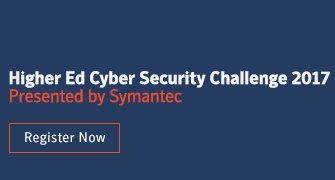 Higher Ed Cyber Security Challenge 2017
Presented by Symantec
Register Now